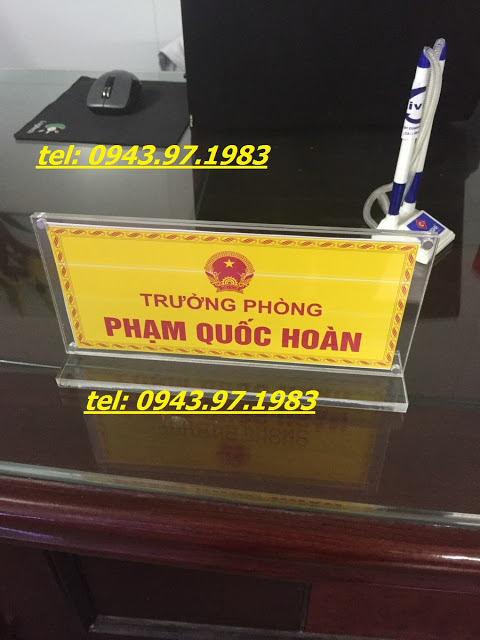 tel: 0943.97.1983
TRƯỞNG PHÒNG
PHẠM QUỐC HOÀN
tel: 0943.97.1983